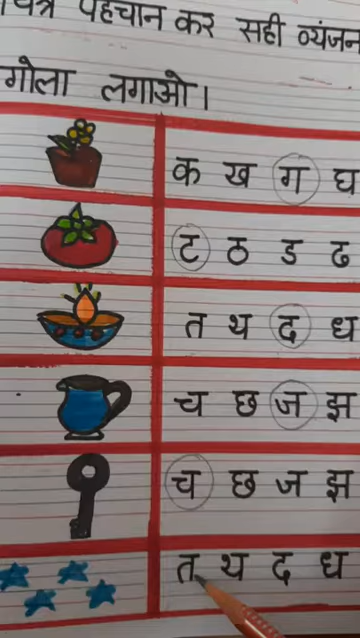 चित्र पहचान कर सही व्यंजन
गोला लगाओ।
क ख ग घ
ट ठ ड ढ
त थ द ध
च छ ज झ
च छ ज झ
त थ द ध